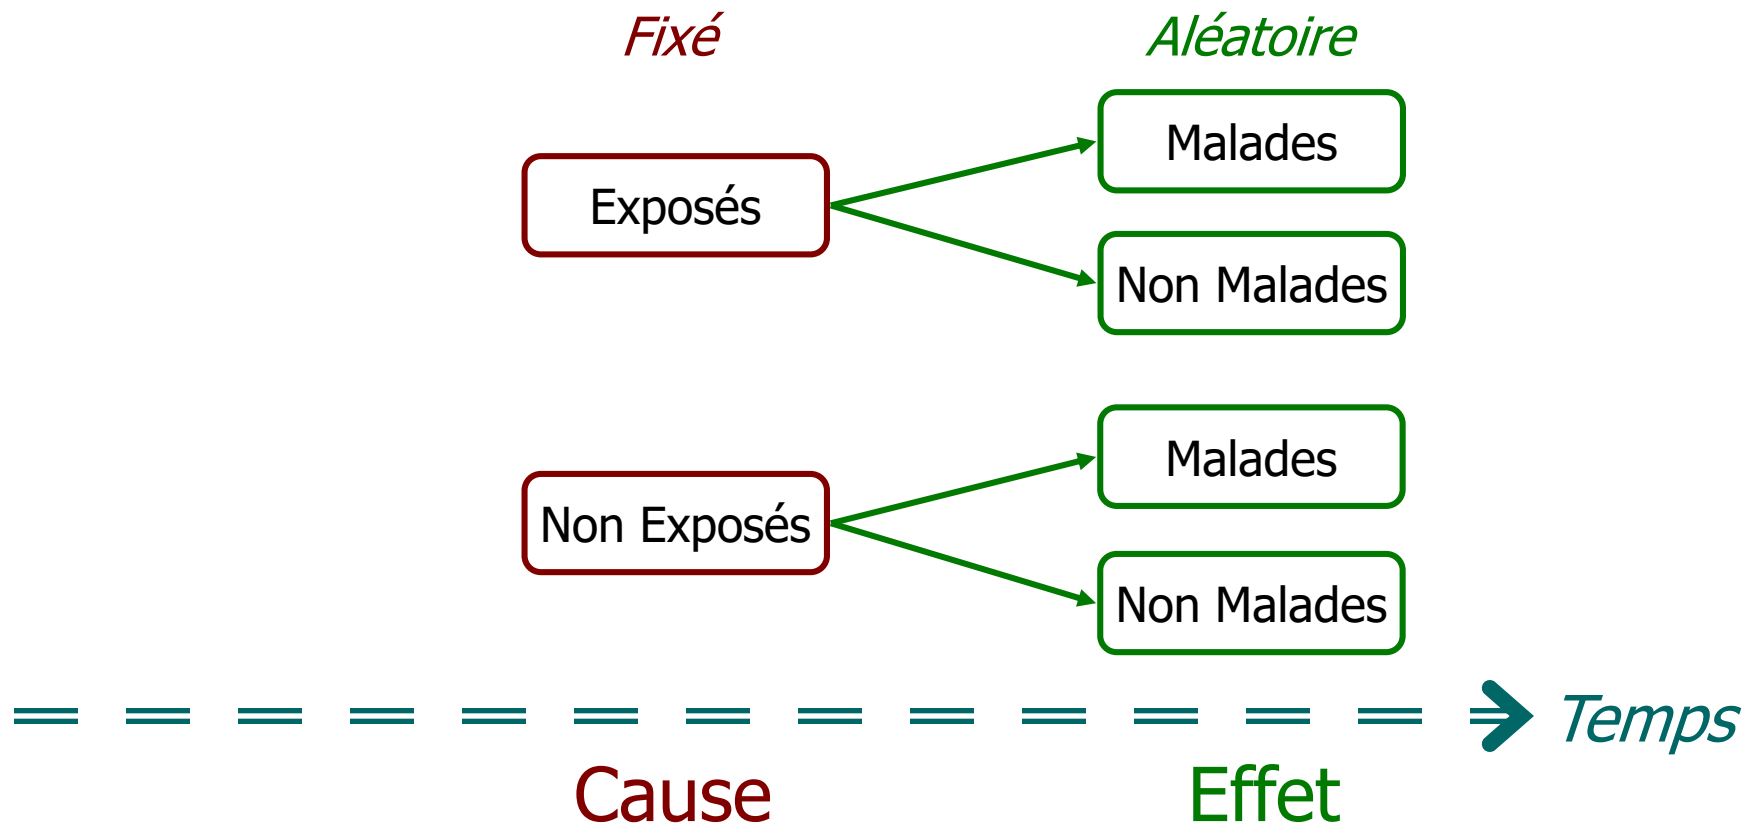 Fixé
Aléatoire
Malades
Exposés
Non Malades
Malades
Non Exposés
Non Malades
Temps
Cause
Effet